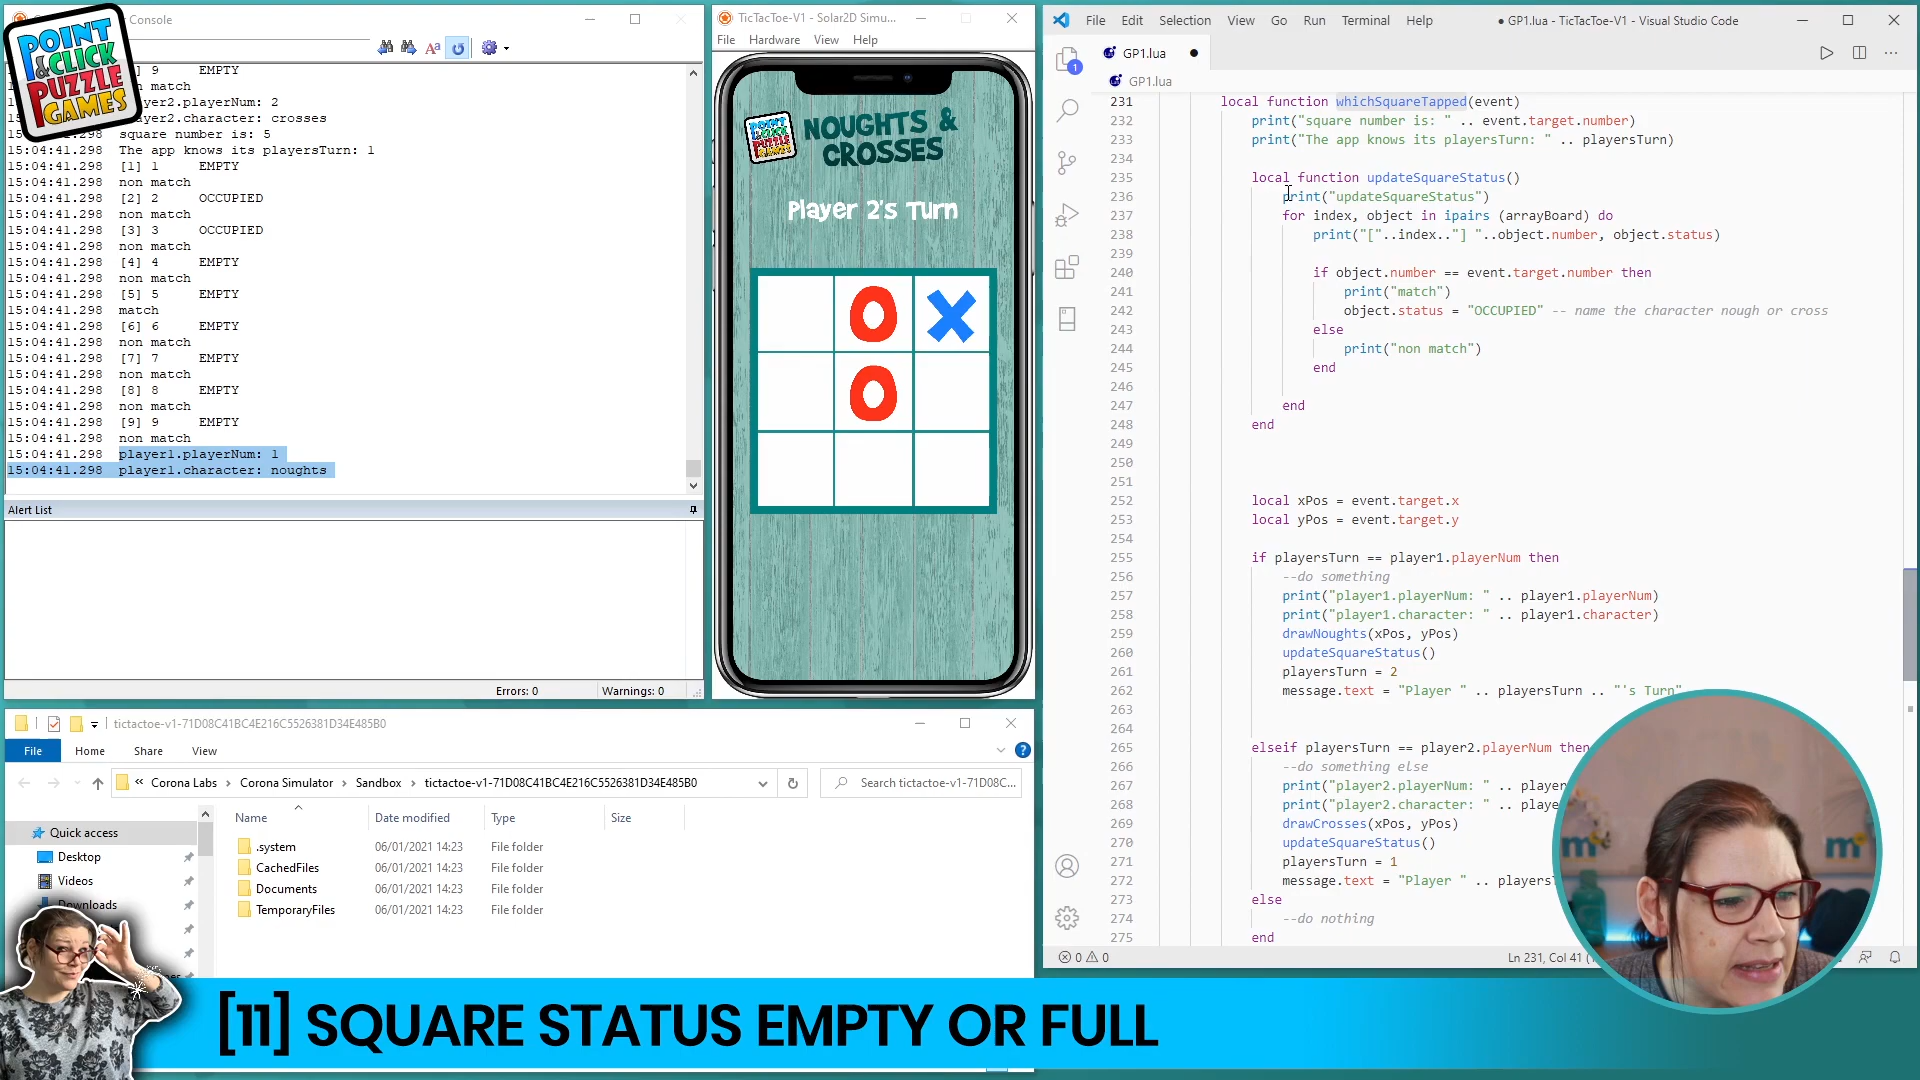 POINT
&CLICK
PUZZLE
GAMES
Console
9 EMPTY
match
player2.playerNum: 2
player2.character: crosses
15:04:41.298 square number is: 5
15:04:41.298 The app knows its playersTurn: 1
15:04:41.298 [1] 1 EMPTY
15:04:41.298 non match
15:04:41.298 [2] 2 OCCUPIED
15:04:41.298 non match
15:04:41.298 [3] 3 OCCUPIED
15:04:41.298 non match
15:04:41.298 [4] 4 EMPTY
15:04:41.298 non match
15:04:41.298 [5] 5 EMPTY
15:04:41.298 match
15:04:41.298 [6] 6 EMPTY
15:04:41.298 non match
15:04:41.298 [7] 7 EMPTY
15:04:41.298 non match
15:04:41.298 [8] 8 EMPTY
15:04:41.298 non match
15:04:41.298 [9] 9 EMPTY
15:04:41.298 non match
15:04:41.298 player1.playerNum: 1
15:04:41.298 player1.character: noughts
Alert List
Errors: 0 Warnings: 0
TicTacToe-V1 - Solar2D Simu...
File Hardware View Help
POINT
&CLICK
PUZZLE
GAMES
NOUGHTS &
CROSSES
Player 2's Turn
File Edit Selection View Go Run Terminal Help
● GP1.lua - TicTacToe-V1 - Visual Studio Code
GP1.lua
GP1.lua
1
231 local function whichSquareTapped(event)
232 print("square number is: " .. event.target.number)
233 print("The app knows its playersTurn: " .. playersTurn)
234
235 local function updateSquareStatus()
236 print("updateSquareStatus")
237 for index, object in ipairs (arrayBoard) do
238 print("["..index.."] "..object.number, object.status)
239
240 if object.number == event.target.number then
241 print("match")
242 object.status = "OCCUPIED" -- name the character nough or cross
243 else
244 print("non match")
245 end
246
247 end
248 end
249
250
251
252 local xPos = event.target.x
253 local yPos = event.target.y
254
255 if playersTurn == player1.playerNum then
256 --do something
257 print("player1.playerNum: " .. player1.playerNum)
258 print("player1.character: " .. player1.character)
259 drawNoughts(xPos, yPos)
260 updateSquareStatus()
261 playersTurn = 2
262 message.text = "Player " .. playersTurn .. "'s Turn"
263
264
265 elseif playersTurn == player2.playerNum then
266 --do something else
267 print("player2.playerNum: " .. playe
268 print("player2.character: " .. playe
269 drawCrosses(xPos, yPos)
270 updateSquareStatus()
271 playersTurn = 1
272 message.text = "Player " .. playersT
273 else
274 --do nothing
275 end
0 0
Ln 231, Col 41
tictactoe-v1-71D08C41BC4E216C5526381D34E485B0
File Home Share View
« Corona Labs › Corona Simulator › Sandbox › tictactoe-v1-71D08C41BC4E216C5526381D34E485B0
Search tictactoe-v1-71D08C...
Quick access
Desktop
Videos
Downloads
Name Date modified Type Size
.system 06/01/2021 14:23 File folder
CachedFiles 06/01/2021 14:23 File folder
Documents 06/01/2021 14:23 File folder
TemporaryFiles 06/01/2021 14:23 File folder
[11] SQUARE STATUS EMPTY OR FULL